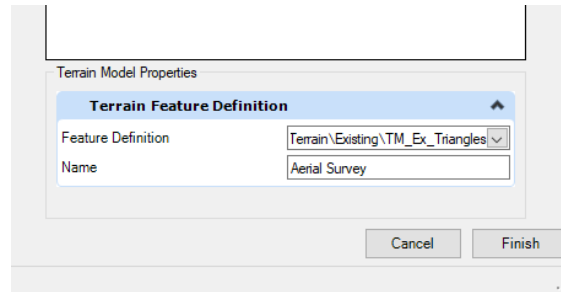 Terrain Model Properties
Terrain Feature Definition
Feature Definition Terrain\Existing\TM_Ex_Triangles
Name Aerial Survey
Cancel Finish